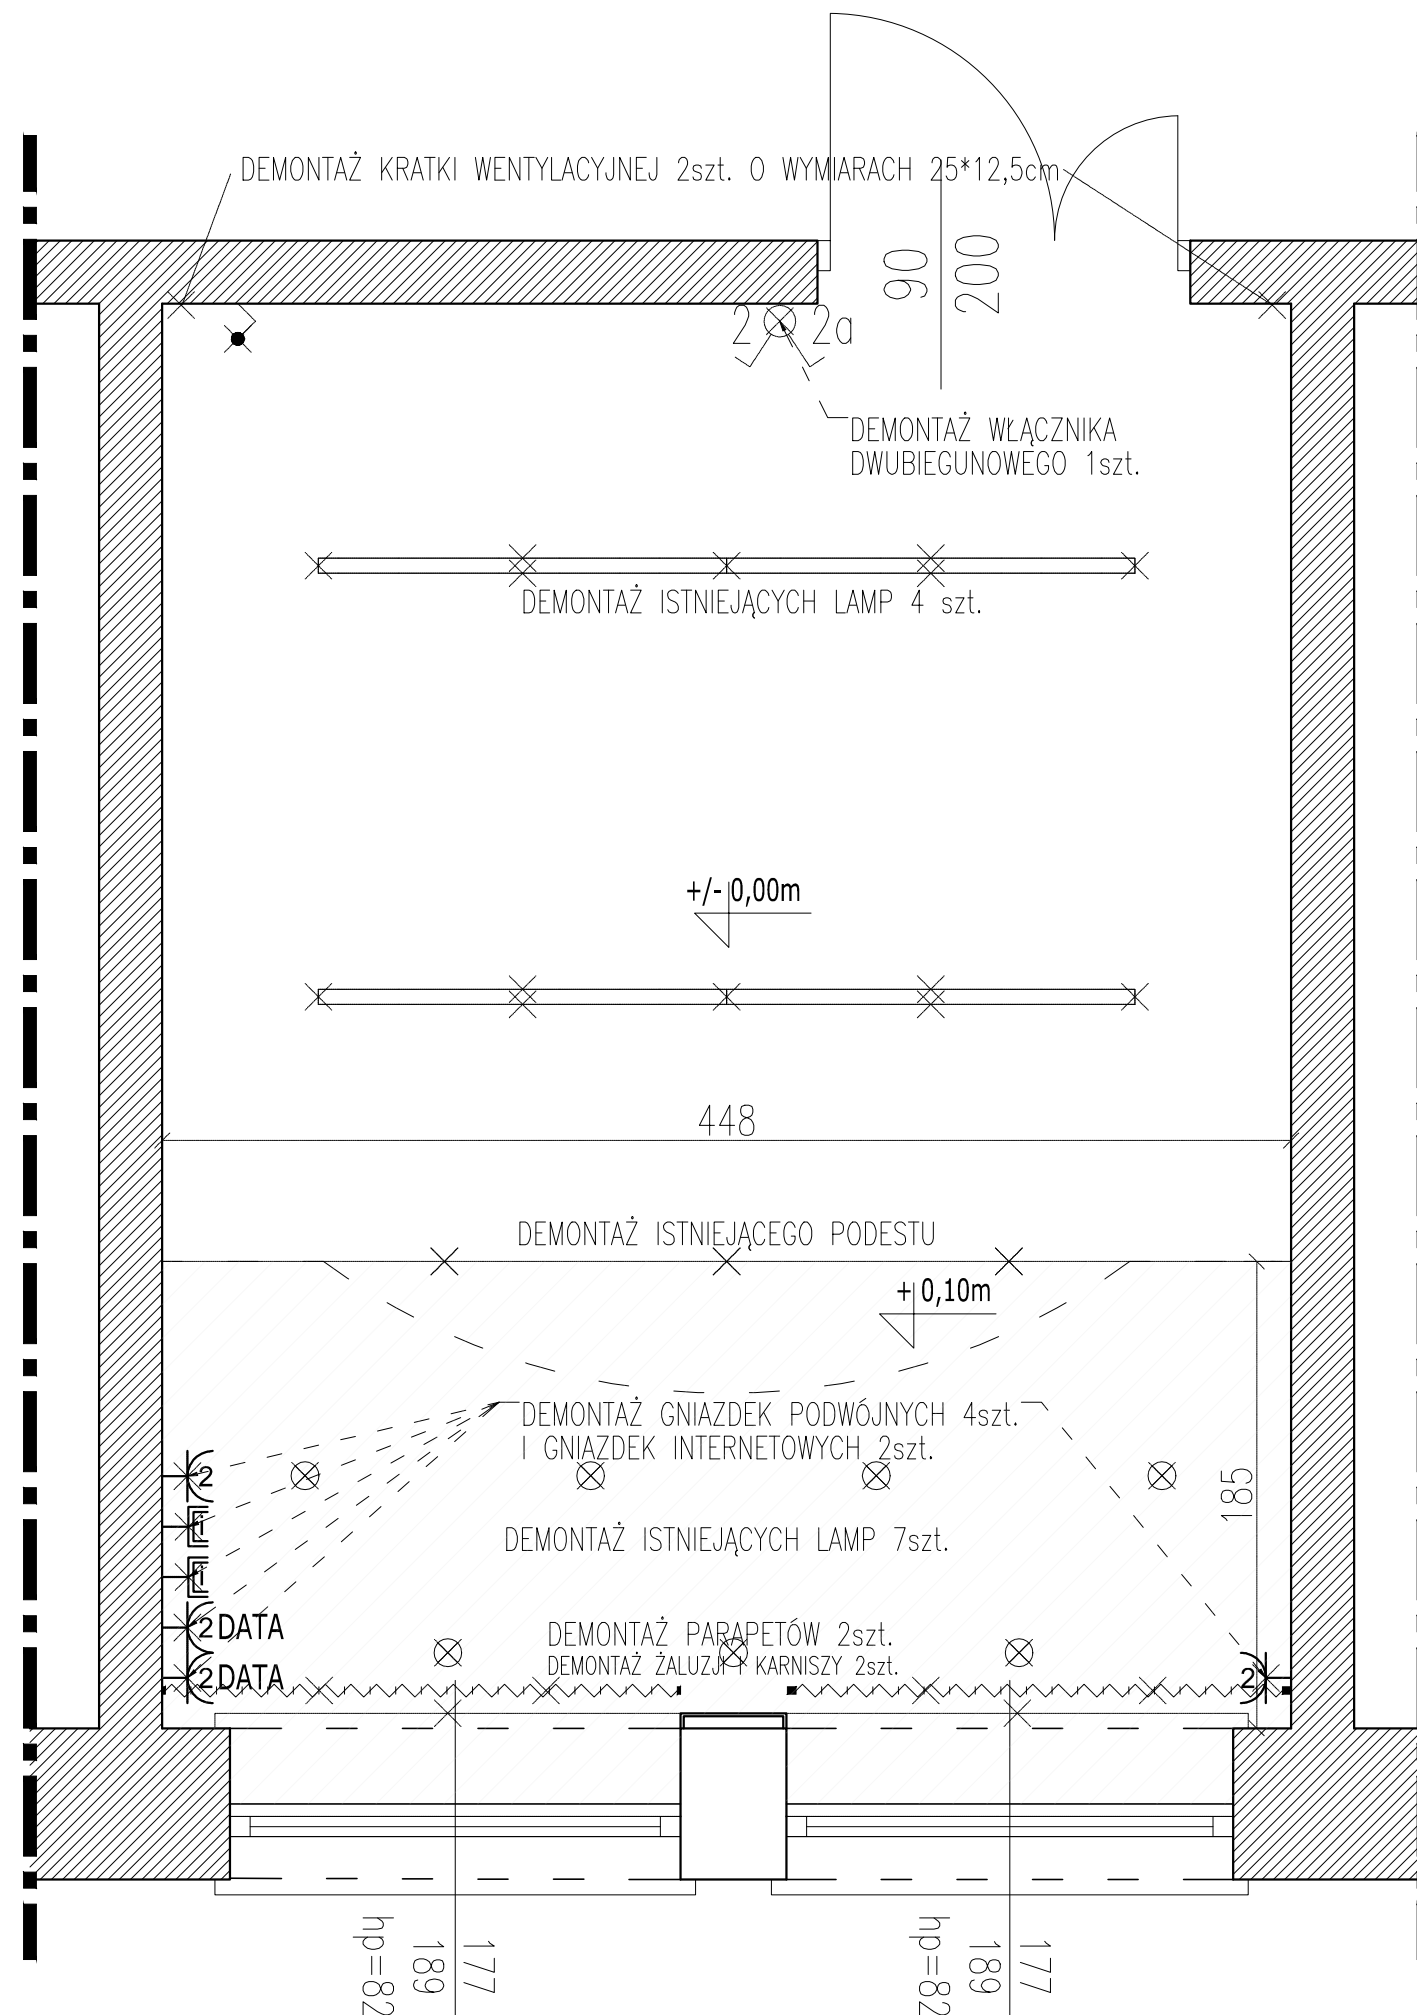 DEMONTAŻ KRATKI WENTYLACYJNEJ 2szt. O WYMIARACH 25*12,5cm
90
200
2
2a
DEMONTAŻ WŁĄCZNIKA
DWUBIEGUNOWEGO 1szt.
DEMONTAŻ ISTNIEJĄCYCH LAMP 4 szt.
+/- 0,00m
448
DEMONTAŻ ISTNIEJĄCEGO PODESTU
+ 0,10m
DEMONTAŻ GNIAZDEK PODWÓJNYCH 4szt.
I GNIAZDEK INTERNETOWYCH 2szt.
2
185
DEMONTAŻ ISTNIEJĄCYCH LAMP 7szt.
2 DATA
DEMONTAŻ PARAPETÓW 2szt.
DEMONTAŻ ŻALUZJI I KARNISZY 2szt.
2 DATA
2
177
189
hp=82
177
189
hp=82